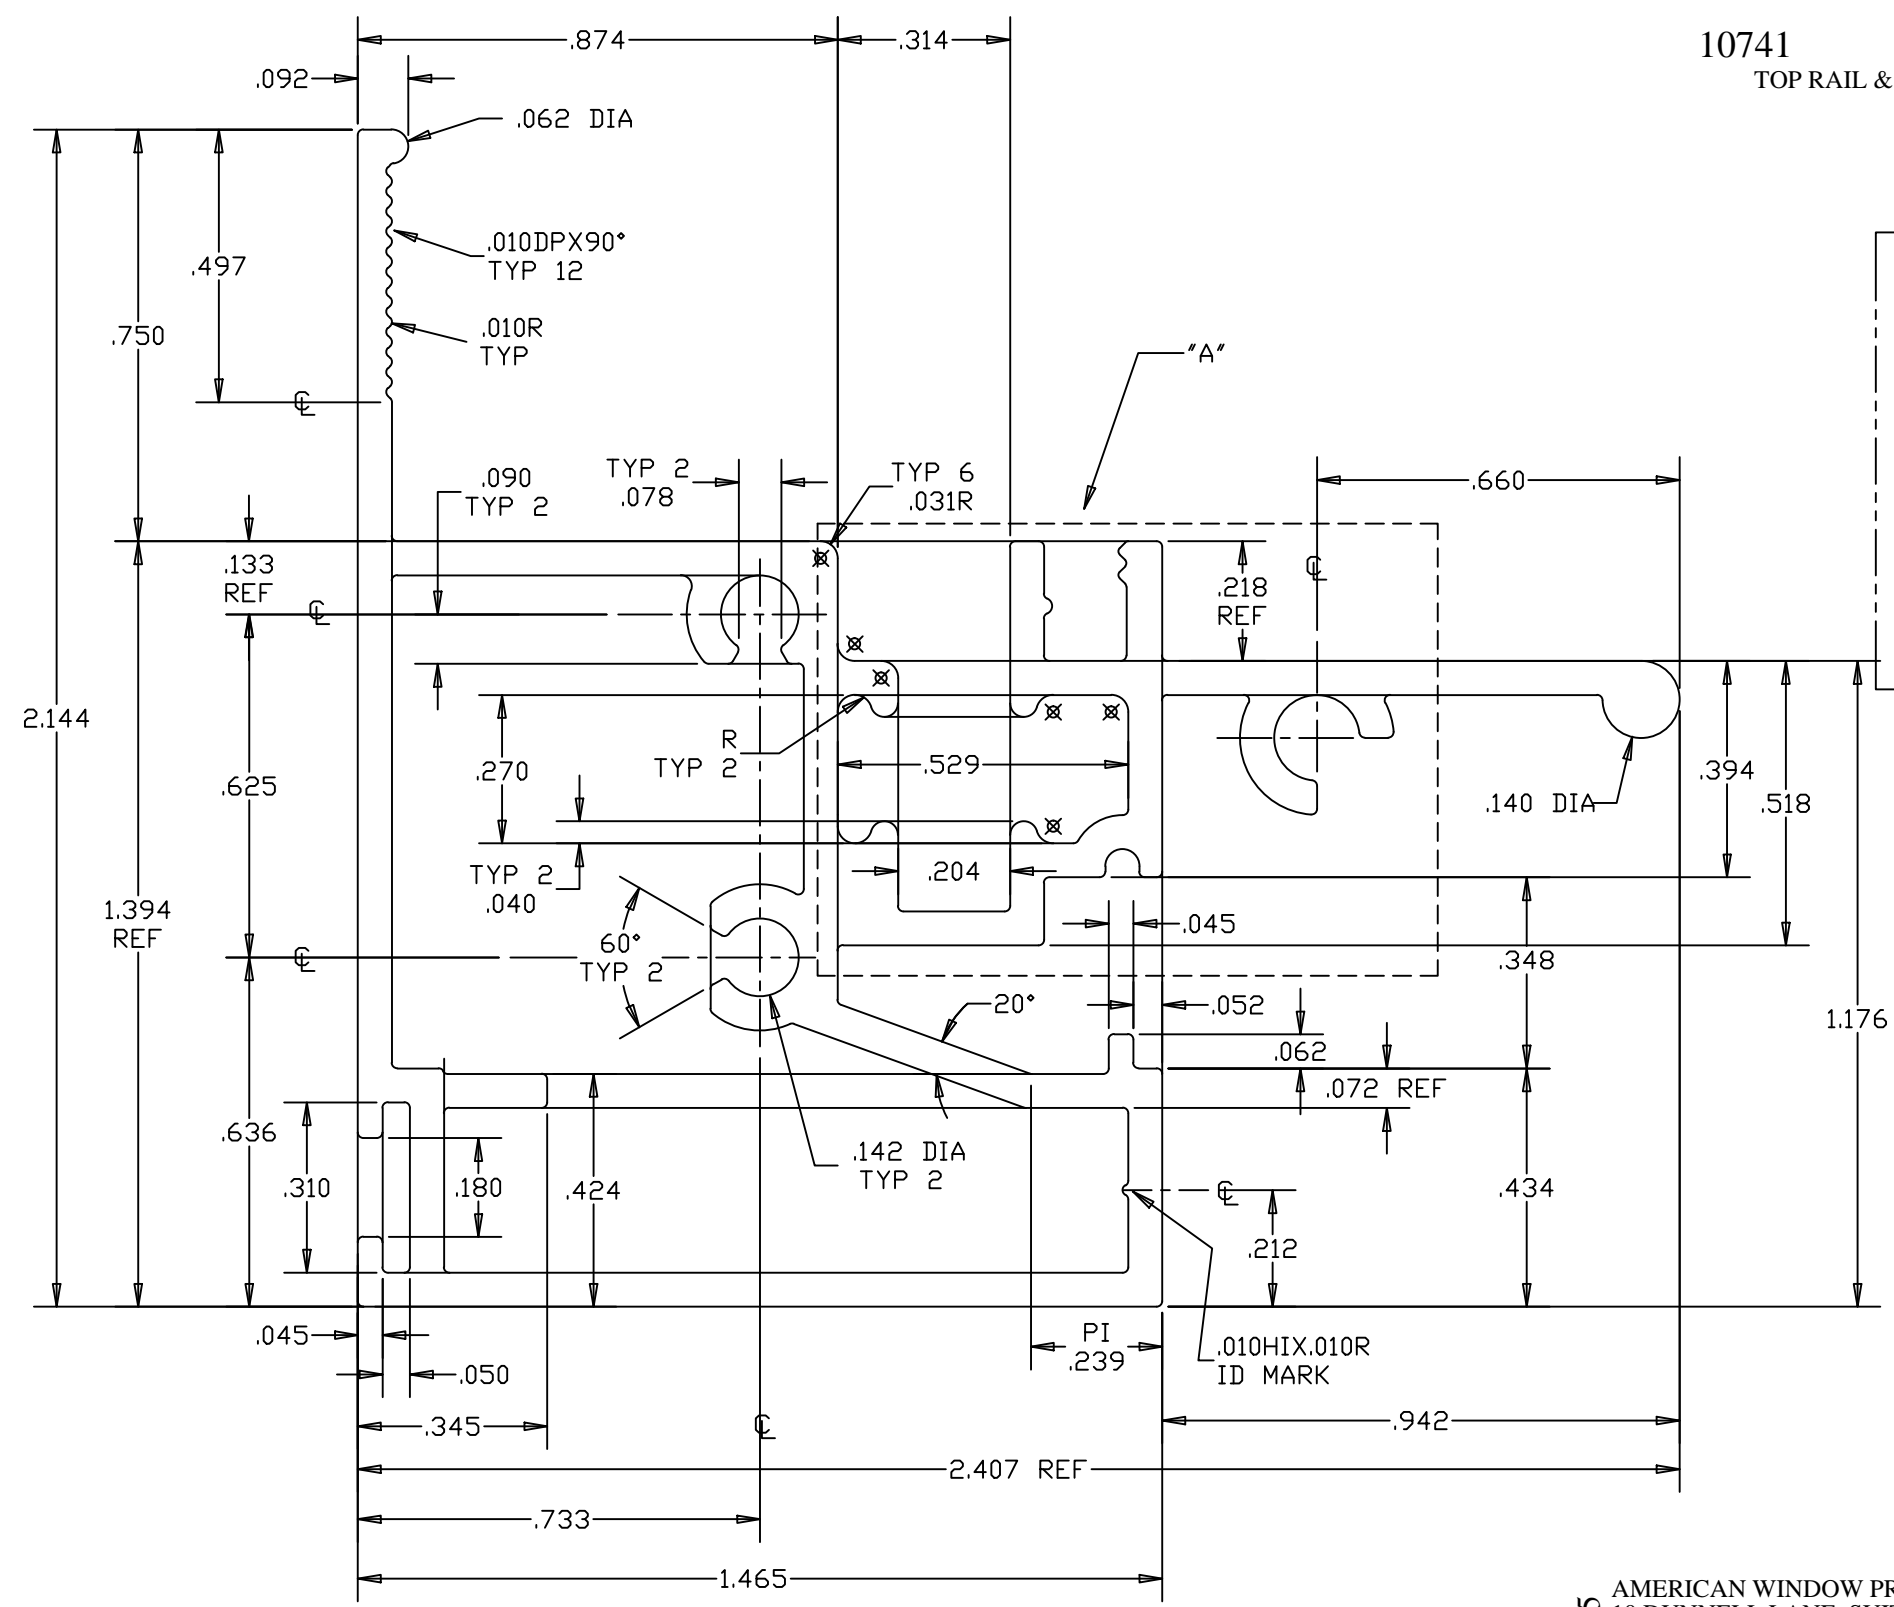 .874
.314
10741
TOP RAIL &
.092
.062 DIA
.010DPX90°
TYP 12
.497
.010R
TYP
.750
"A"
.090
TYP 2
TYP 2
.078
TYP 6
.031R
.660
.133
REF
.218
REF
2.144
R
TYP 2
.270
.529
.394
.625
.140 DIA
.518
TYP 2
.040
.204
1.394
REF
.045
60°
TYP 2
.348
20°
.052
1.176
.062
.072 REF
.636
.142 DIA
TYP 2
.310
.180
.424
.434
.212
.045
PI
.239
.010HIX.010R
ID MARK
.050
.345
.942
2.407 REF
.733
1.465
AMERICAN WINDOW PR